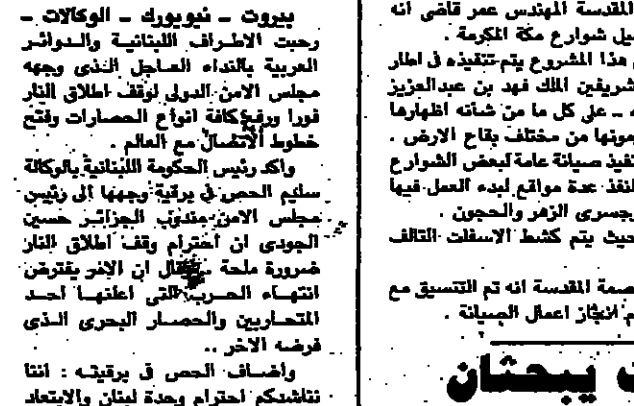 بيروت ـ نيويورك ـ الوكالات ـ
رحبت الاطراف اللبنانية والدوائر
العربية بالنداء العاجل الذى وجهه
مجلس الامن الدولى لوقف اطلاق النار
فورا ورفع كافة انواع الحصارات وفتح
خطوط الاتصال مع العالم .
واكد رئيس الحكومة اللبنانية بالوكالة
سليم الحص فى برقية وجهها الى رئيس
مجلس الامن مندوب الجزائر حسين
الجودى ان احترام وقف اطلاق النار
ضرورة ملحة وقال ان الامر يفترض
انتهاء الحرب التى اعلنها احد
المتحاربين والحصار البحرى الذى
فرضه الاخر ..
واضاف الحص فى برقيته : اننا
نناشدكم احترام وحدة لبنان والابتعاد
المقدسة المهندس عمر قاضى انه
شوارع مكة المكرمة .
هذا المشروع يتم تنفيذه فى اطار
الملك فهد بن عبدالعزيز
ـ على كل ما من شأنه اظهارها
من مختلف بقاع الارض .
صيانة عامة لبعض الشوارع
عدة مواقع لبدء العمل فيها
بجسرى الزهر والحجون .
حيث يتم كشط الاسفلت التالف
المقدسة انه تم التنسيق مع
انجاز اعمال الصيانة .
يبحثان